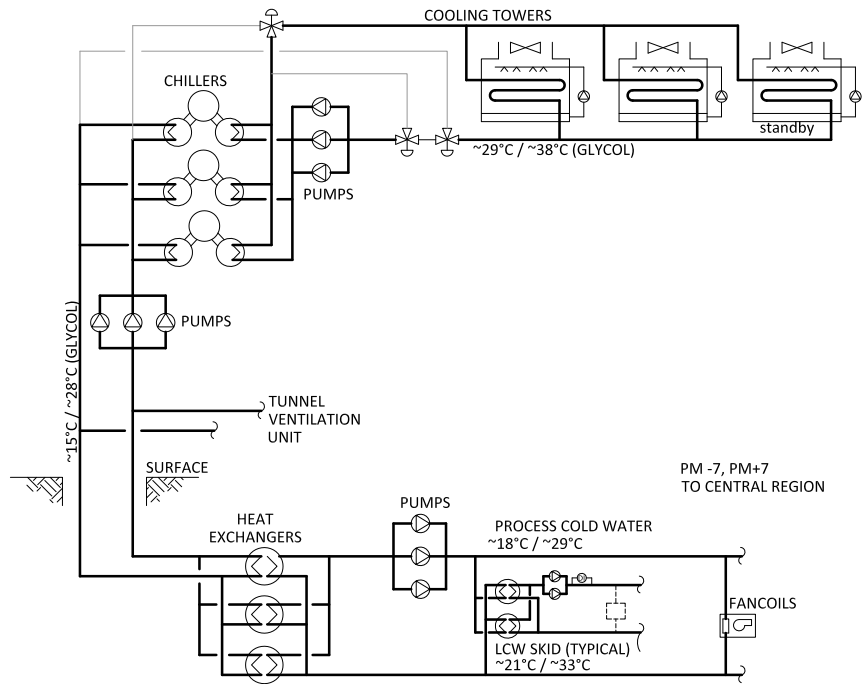 COOLING TOWERS
CHILLERS
standby
~29°C / ~38°C (GLYCOL)
PUMPS
PUMPS
~15°C / ~28°C (GLYCOL)
TUNNEL
VENTILATION
UNIT
SURFACE
PM -7, PM+7
TO CENTRAL REGION
HEAT
EXCHANGERS
PUMPS
PROCESS COLD WATER
~18°C / ~29°C
FANCOILS
LCW SKID (TYPICAL)
~21°C / ~33°C